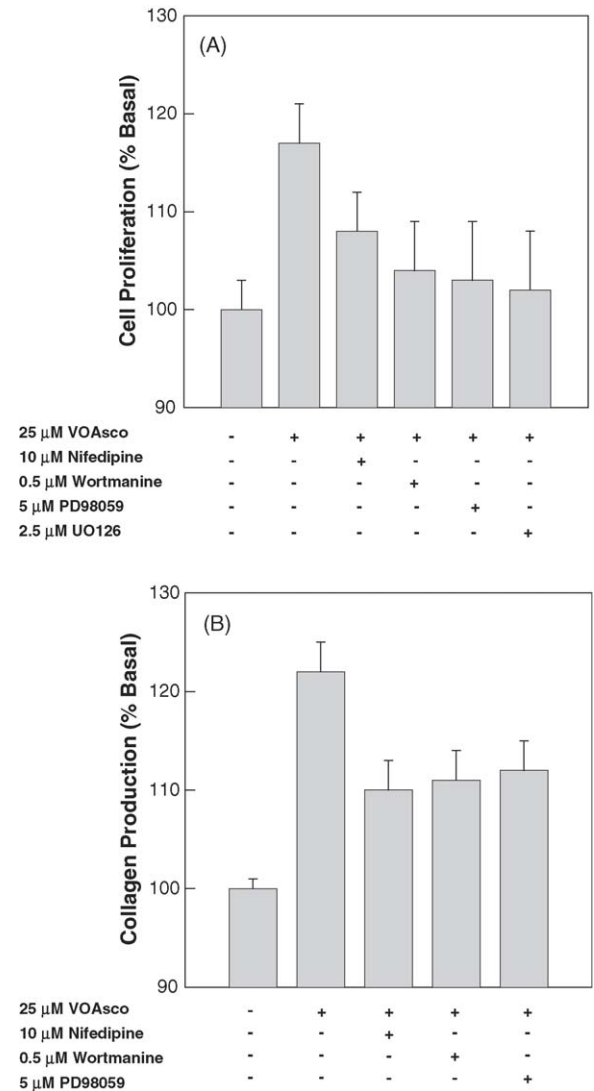 130
(A)
120
110
100
90
Cell Proliferation (% Basal)
25 μM VOAsco - + + + + +
10 μM Nifedipine - - + - - -
0.5 μM Wortmanine - - - + - -
5 μM PD98059 - - - - + -
2.5 μM UO126 - - - - - +
130
(B)
120
110
100
90
Collagen Production (% Basal)
25 μM VOAsco - + + + +
10 μM Nifedipine - - + - -
0.5 μM Wortmanine - - - + -
5 μM PD98059 - - - - +